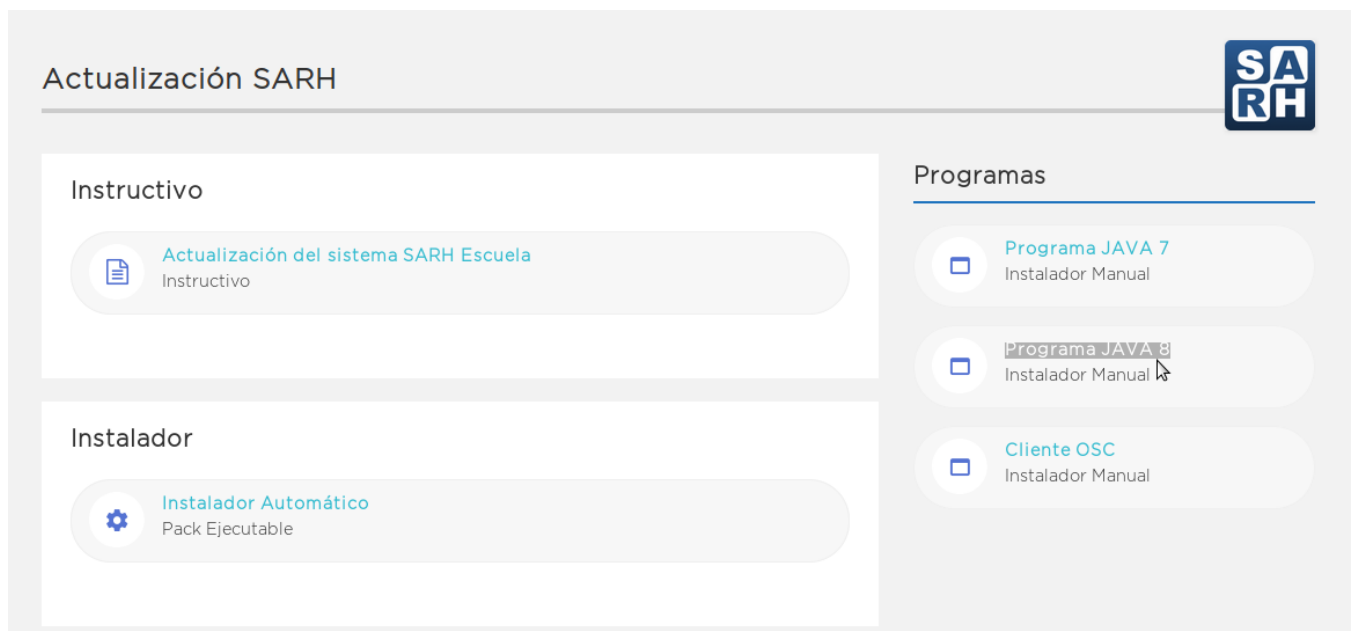 Actualización SARH
SA
RH
Instructivo
Actualización del sistema SARH Escuela
Instructivo
Instalador
Instalador Automático
Pack Ejecutable
Programas
Programa JAVA 7
Instalador Manual
Programa JAVA 8
Instalador Manual
Cliente OSC
Instalador Manual